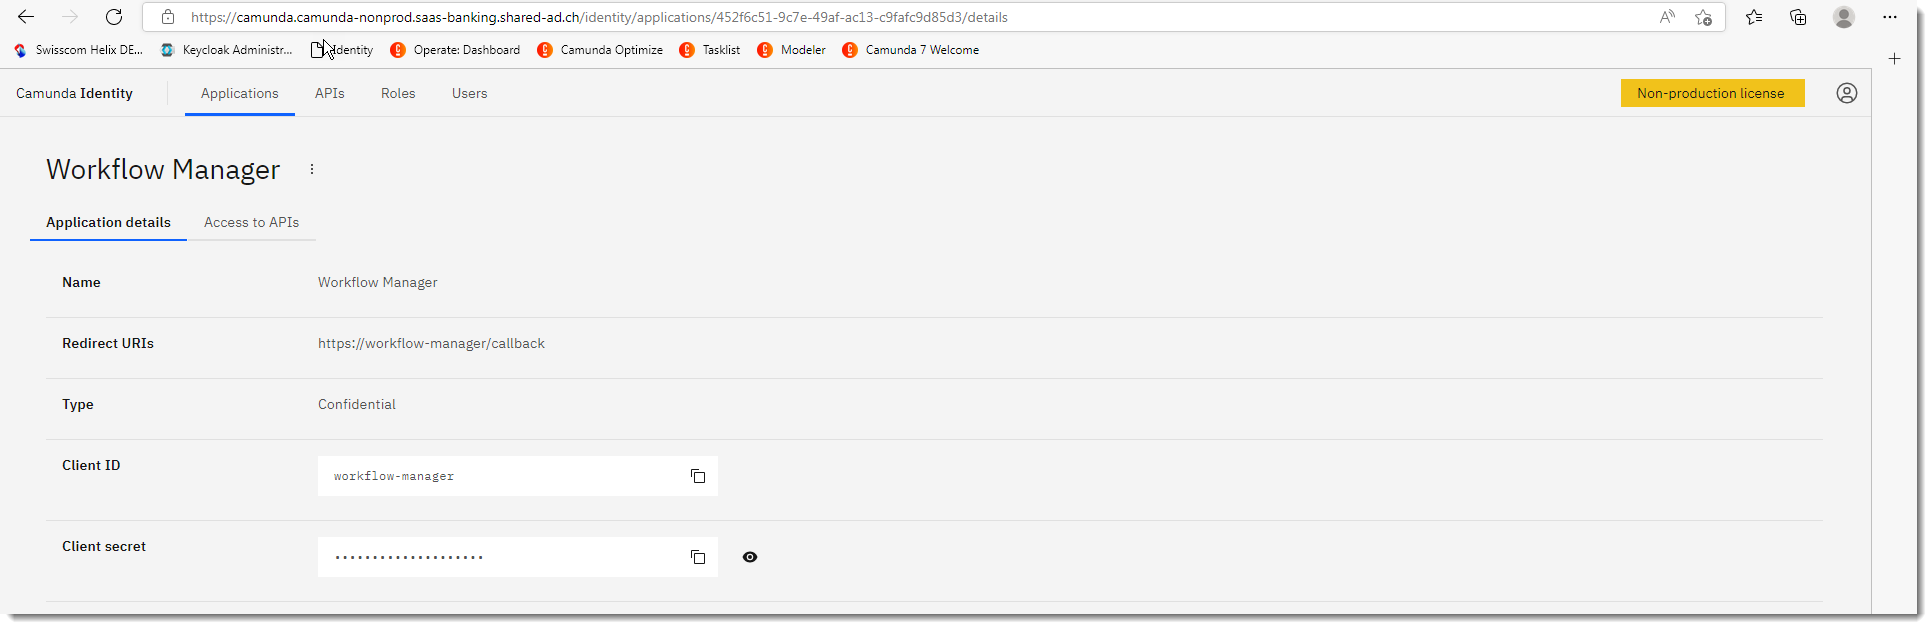 https://camunda.camunda-nonprod.saas-banking.shared-ad.ch/identity/applications/452f6c51-9c7e-49af-ac13-c9fafc9d85d3/details
Swisscom Helix DE... Keycloak Administr... Identity Operate: Dashboard Camunda Optimize Tasklist Modeler Camunda 7 Welcome
Camunda Identity Applications APIs Roles Users Non-production license
Workflow Manager
Application details Access to APIs
Name Workflow Manager
Redirect URIs https://workflow-manager/callback
Type Confidential
Client ID workflow-manager
Client secret ····················